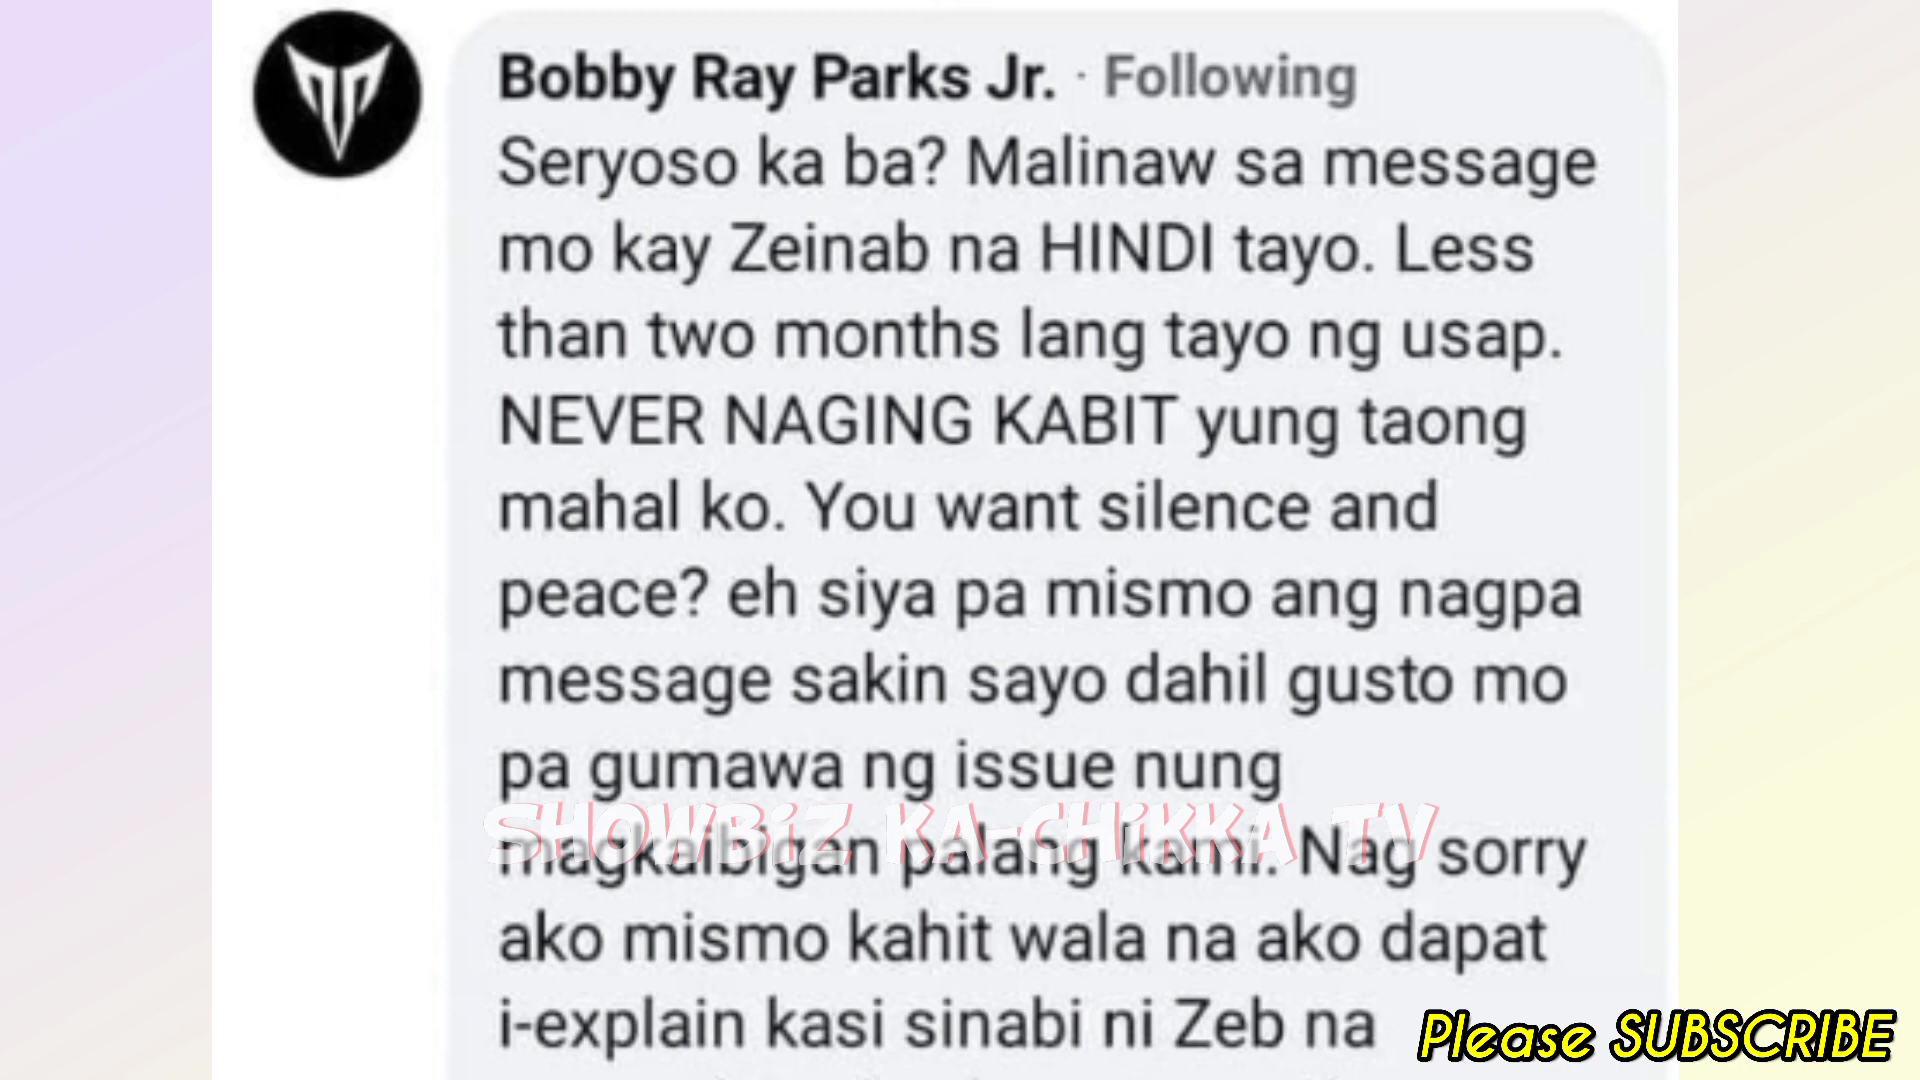 Bobby Ray Parks Jr. · Following
Seryoso ka ba? Malinaw sa message
mo kay Zeinab na HINDI tayo. Less
than two months lang tayo ng usap.
NEVER NAGING KABIT yung taong
mahal ko. You want silence and
peace? eh siya pa mismo ang nagpa
message sakin sayo dahil gusto mo
pa gumawa ng issue nung
SHOWBiZ KA-CHiKKA TV
magkaibigan palang kami. Nag sorry
ako mismo kahit wala na ako dapat
i-explain kasi sinabi ni Zeb na
Please SUBSCRIBE